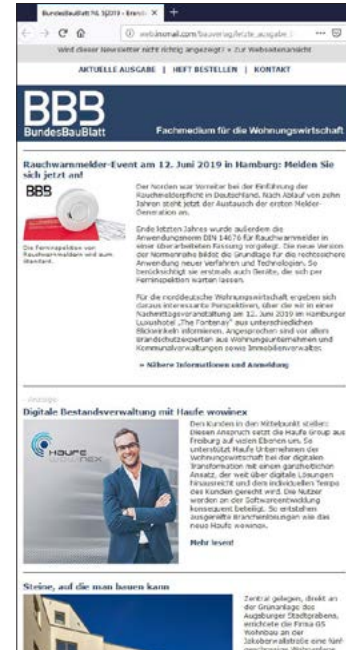 BundesBauBlatt NL 5|2019 - Brands
Wird dieser Newsletter nicht richtig angezeigt? » Zur Webseitenansicht
AKTUELLE AUSGABE | HEFT BESTELLEN | KONTAKT
BBB
BundesBauBlatt
Fachmedium für die Wohnungswirtschaft
Rauchwarnmelder-Event am 12. Juni 2019 in Hamburg: Melden Sie
sich jetzt an!
BBB
Die Ferninspektion von
Rauchwarnmeldern wird zum
Standard.
Der Norden war Vorreiter bei der Einführung der
Rauchmelderpflicht in Deutschland. Nach Ablauf von zehn
Jahren steht jetzt der Austausch der ersten Melder-
Generation an.
Ende letzten Jahres wurde außerdem die
Anwendungsnorm DIN 14676 für Rauchwarnmelder in
einer überarbeiteten Fassung vorgelegt. Die neue Version
der Normenreihe bildet die Grundlage für die rechtssichere
Anwendung neuer Verfahren und Technologien. So
berücksichtigt sie erstmals auch Geräte, die sich per
Ferninspektion warten lassen.
Für die norddeutsche Wohnungswirtschaft ergeben sich
daraus interessante Perspektiven, über die wir in einer
Nachmittagsveranstaltung am 12. Juni 2019 im Hamburger
Luxushotel „The Fontenay" aus unterschiedlichen
Blickwinkeln informieren. Angesprochen sind vor allem
Brandschutzexperten aus Wohnungsunternehmen und
Kommunalverwaltungen sowie Immobilienverwalter.
» Nähere Informationen und Anmeldung
- Anzeige -
Digitale Bestandsverwaltung mit Haufe wowinex
HAUFE
wowinex
Den Kunden in den Mittelpunkt stellen:
Diesen Anspruch setzt die Haufe Group aus
Freiburg auf vielen Ebenen um. So
unterstützt Haufe Unternehmen der
Wohnungswirtschaft bei der digitalen
Transformation mit einem ganzheitlichen
Ansatz, der weit über digitale Lösungen
hinausreicht und dem individuellen Tempo
des Kunden gerecht wird. Die Nutzer
werden an der Softwareentwicklung
konsequent beteiligt. So entstehen
ausgereifte Branchenlösungen wie das
neue Haufe wowinex.
Mehr lesen!
Steine, auf die man bauen kann
Zentral gelegen, direkt an
der Grünanlage des
Augsburger Stadtgrabens,
errichtete die Firma GS
Wohnbau an der
Jakoberwallstraße eine fünf-